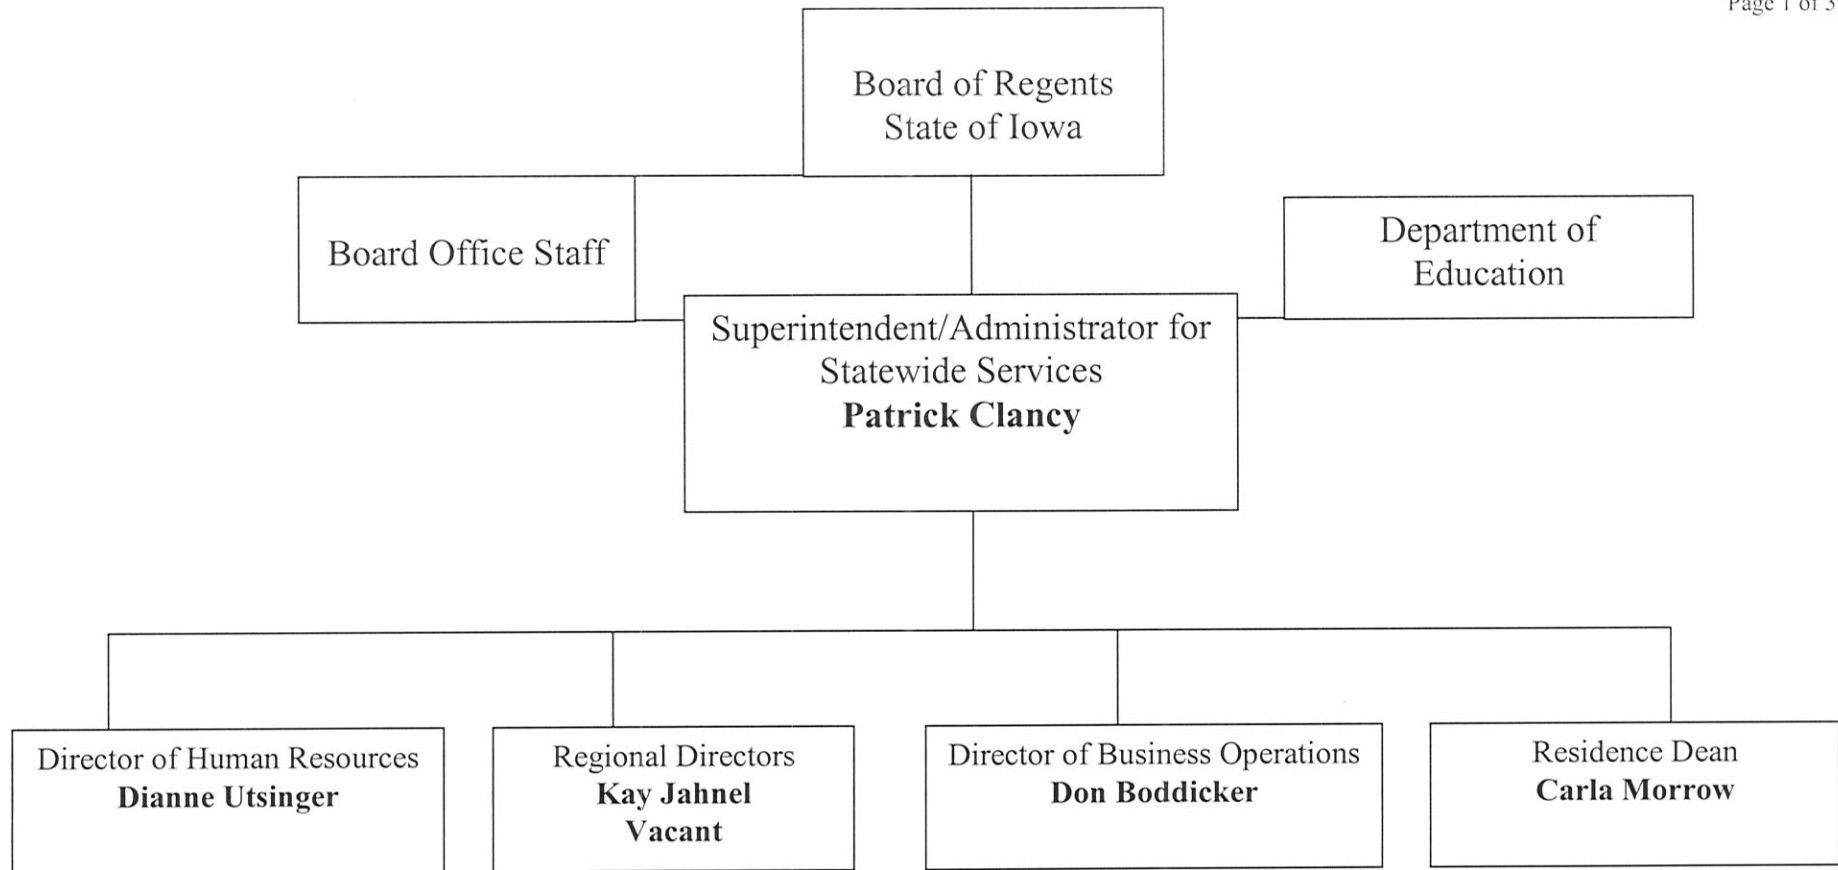 Page 1 of 3
Board of Regents
State of Iowa
Board Office Staff
Department of
Education
Superintendent/Administrator for
Statewide Services
Patrick Clancy
Director of Human Resources
Dianne Utsinger
Regional Directors
Kay Jahnel
Vacant
Director of Business Operations
Don Boddicker
Residence Dean
Carla Morrow